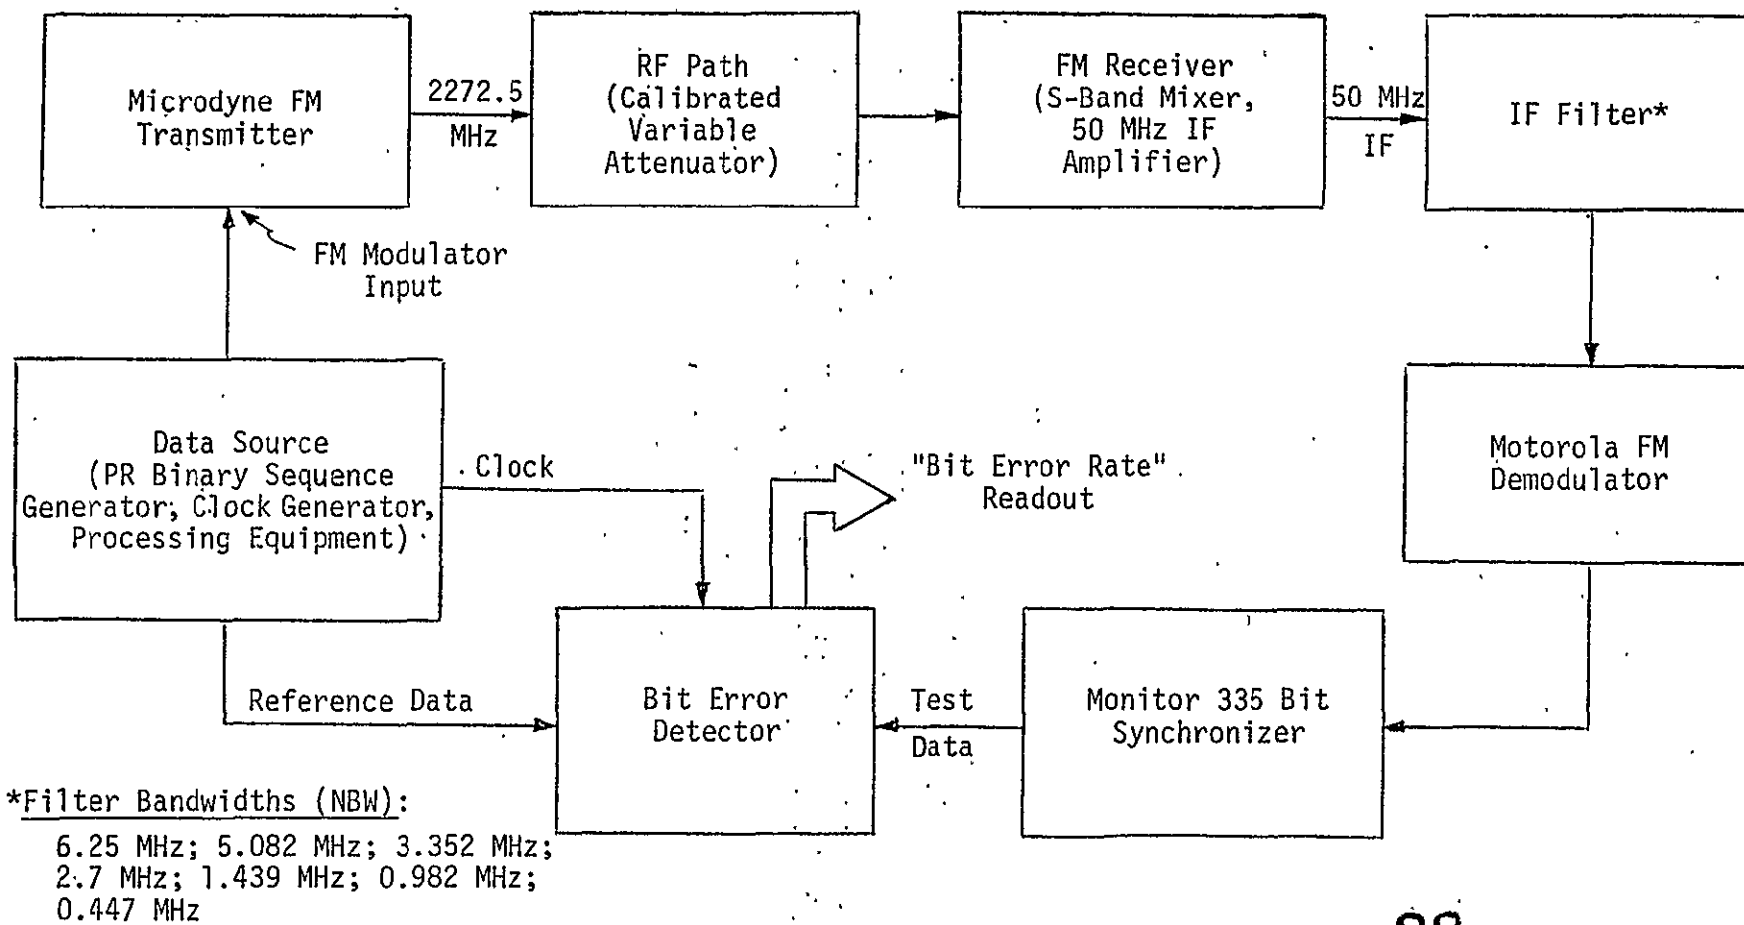 Microdyne FM
Transmitter
2272.5
MHz
RF Path
(Calibrated
Variable
Attenuator)
FM Receiver
(S-Band Mixer,
50 MHz IF
Amplifier)
50 MHz
IF
IF Filter*
FM Modulator
Input
Data Source
(PR Binary Sequence
Generator, Clock Generator,
Processing Equipment)
Clock
"Bit Error Rate"
Readout
Motorola FM
Demodulator
Reference Data
Bit Error
Detector
Test
Data
Monitor 335 Bit
Synchronizer
*Filter Bandwidths (NBW):
6.25 MHz; 5.082 MHz; 3.352 MHz;
2.7 MHz; 1.439 MHz; 0.982 MHz;
0.447 MHz